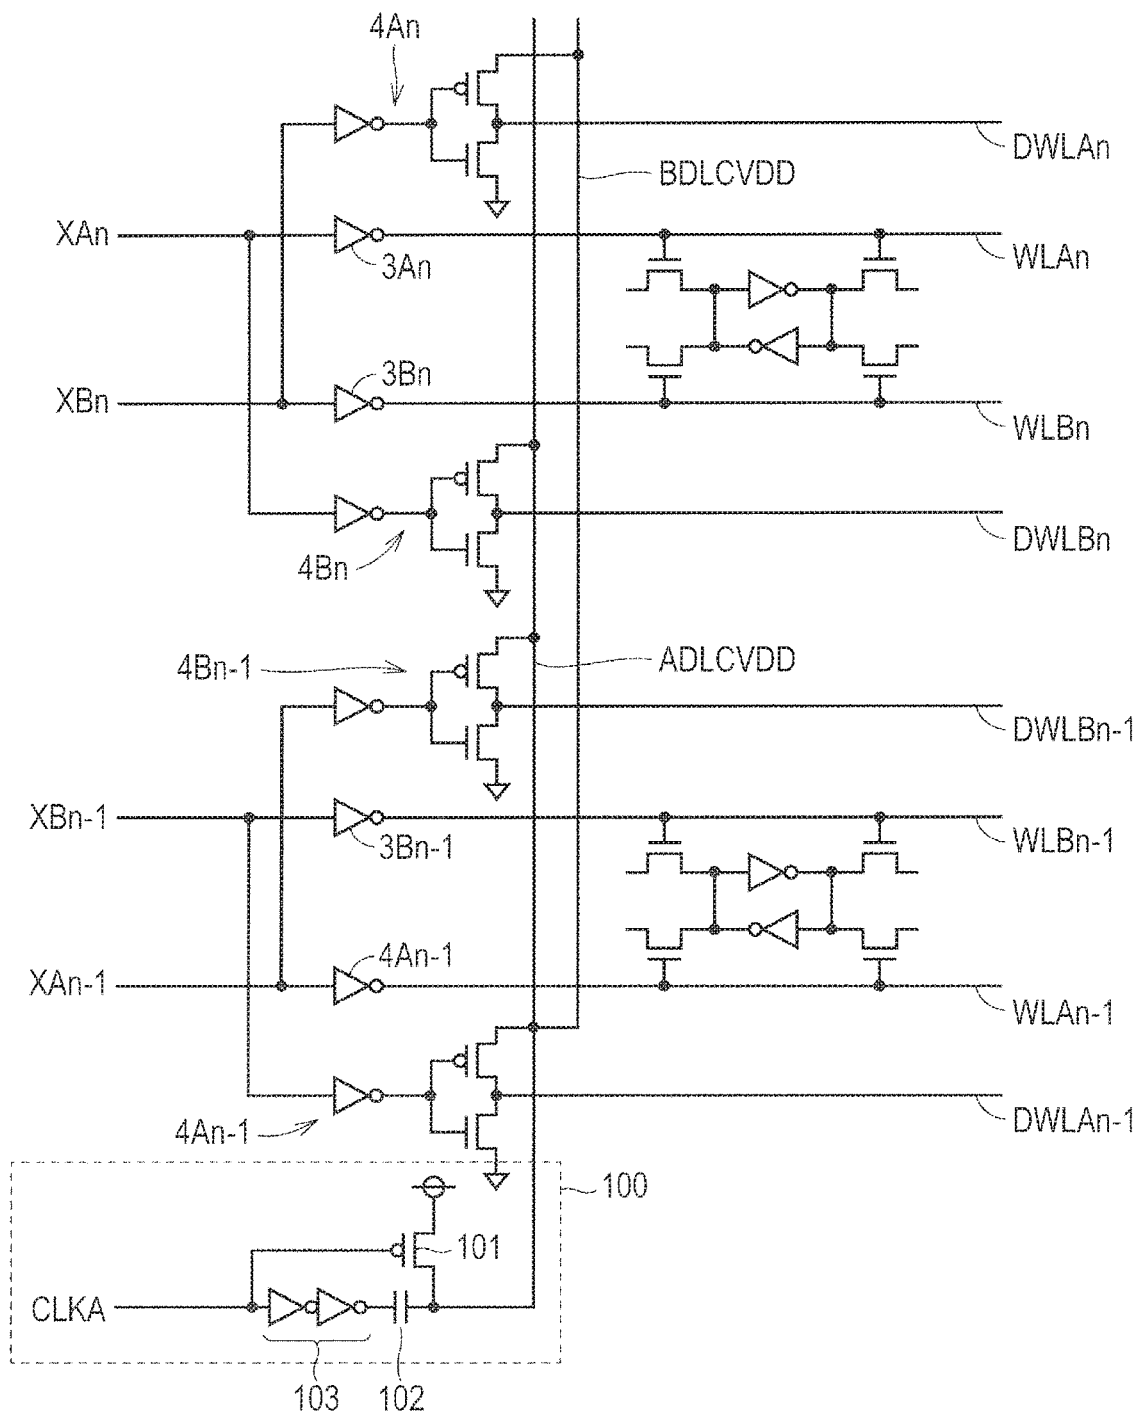 4An
DWLAn
BDLCVDD
XAn
3An
WLAn
3Bn
XBn
WLBn
4Bn
DWLBn
4Bn-1
ADLCVDD
DWLBn-1
XBn-1
3Bn-1
WLBn-1
4An-1
XAn-1
WLAn-1
4An-1
DWLAn-1
100
101
CLKA
103
102